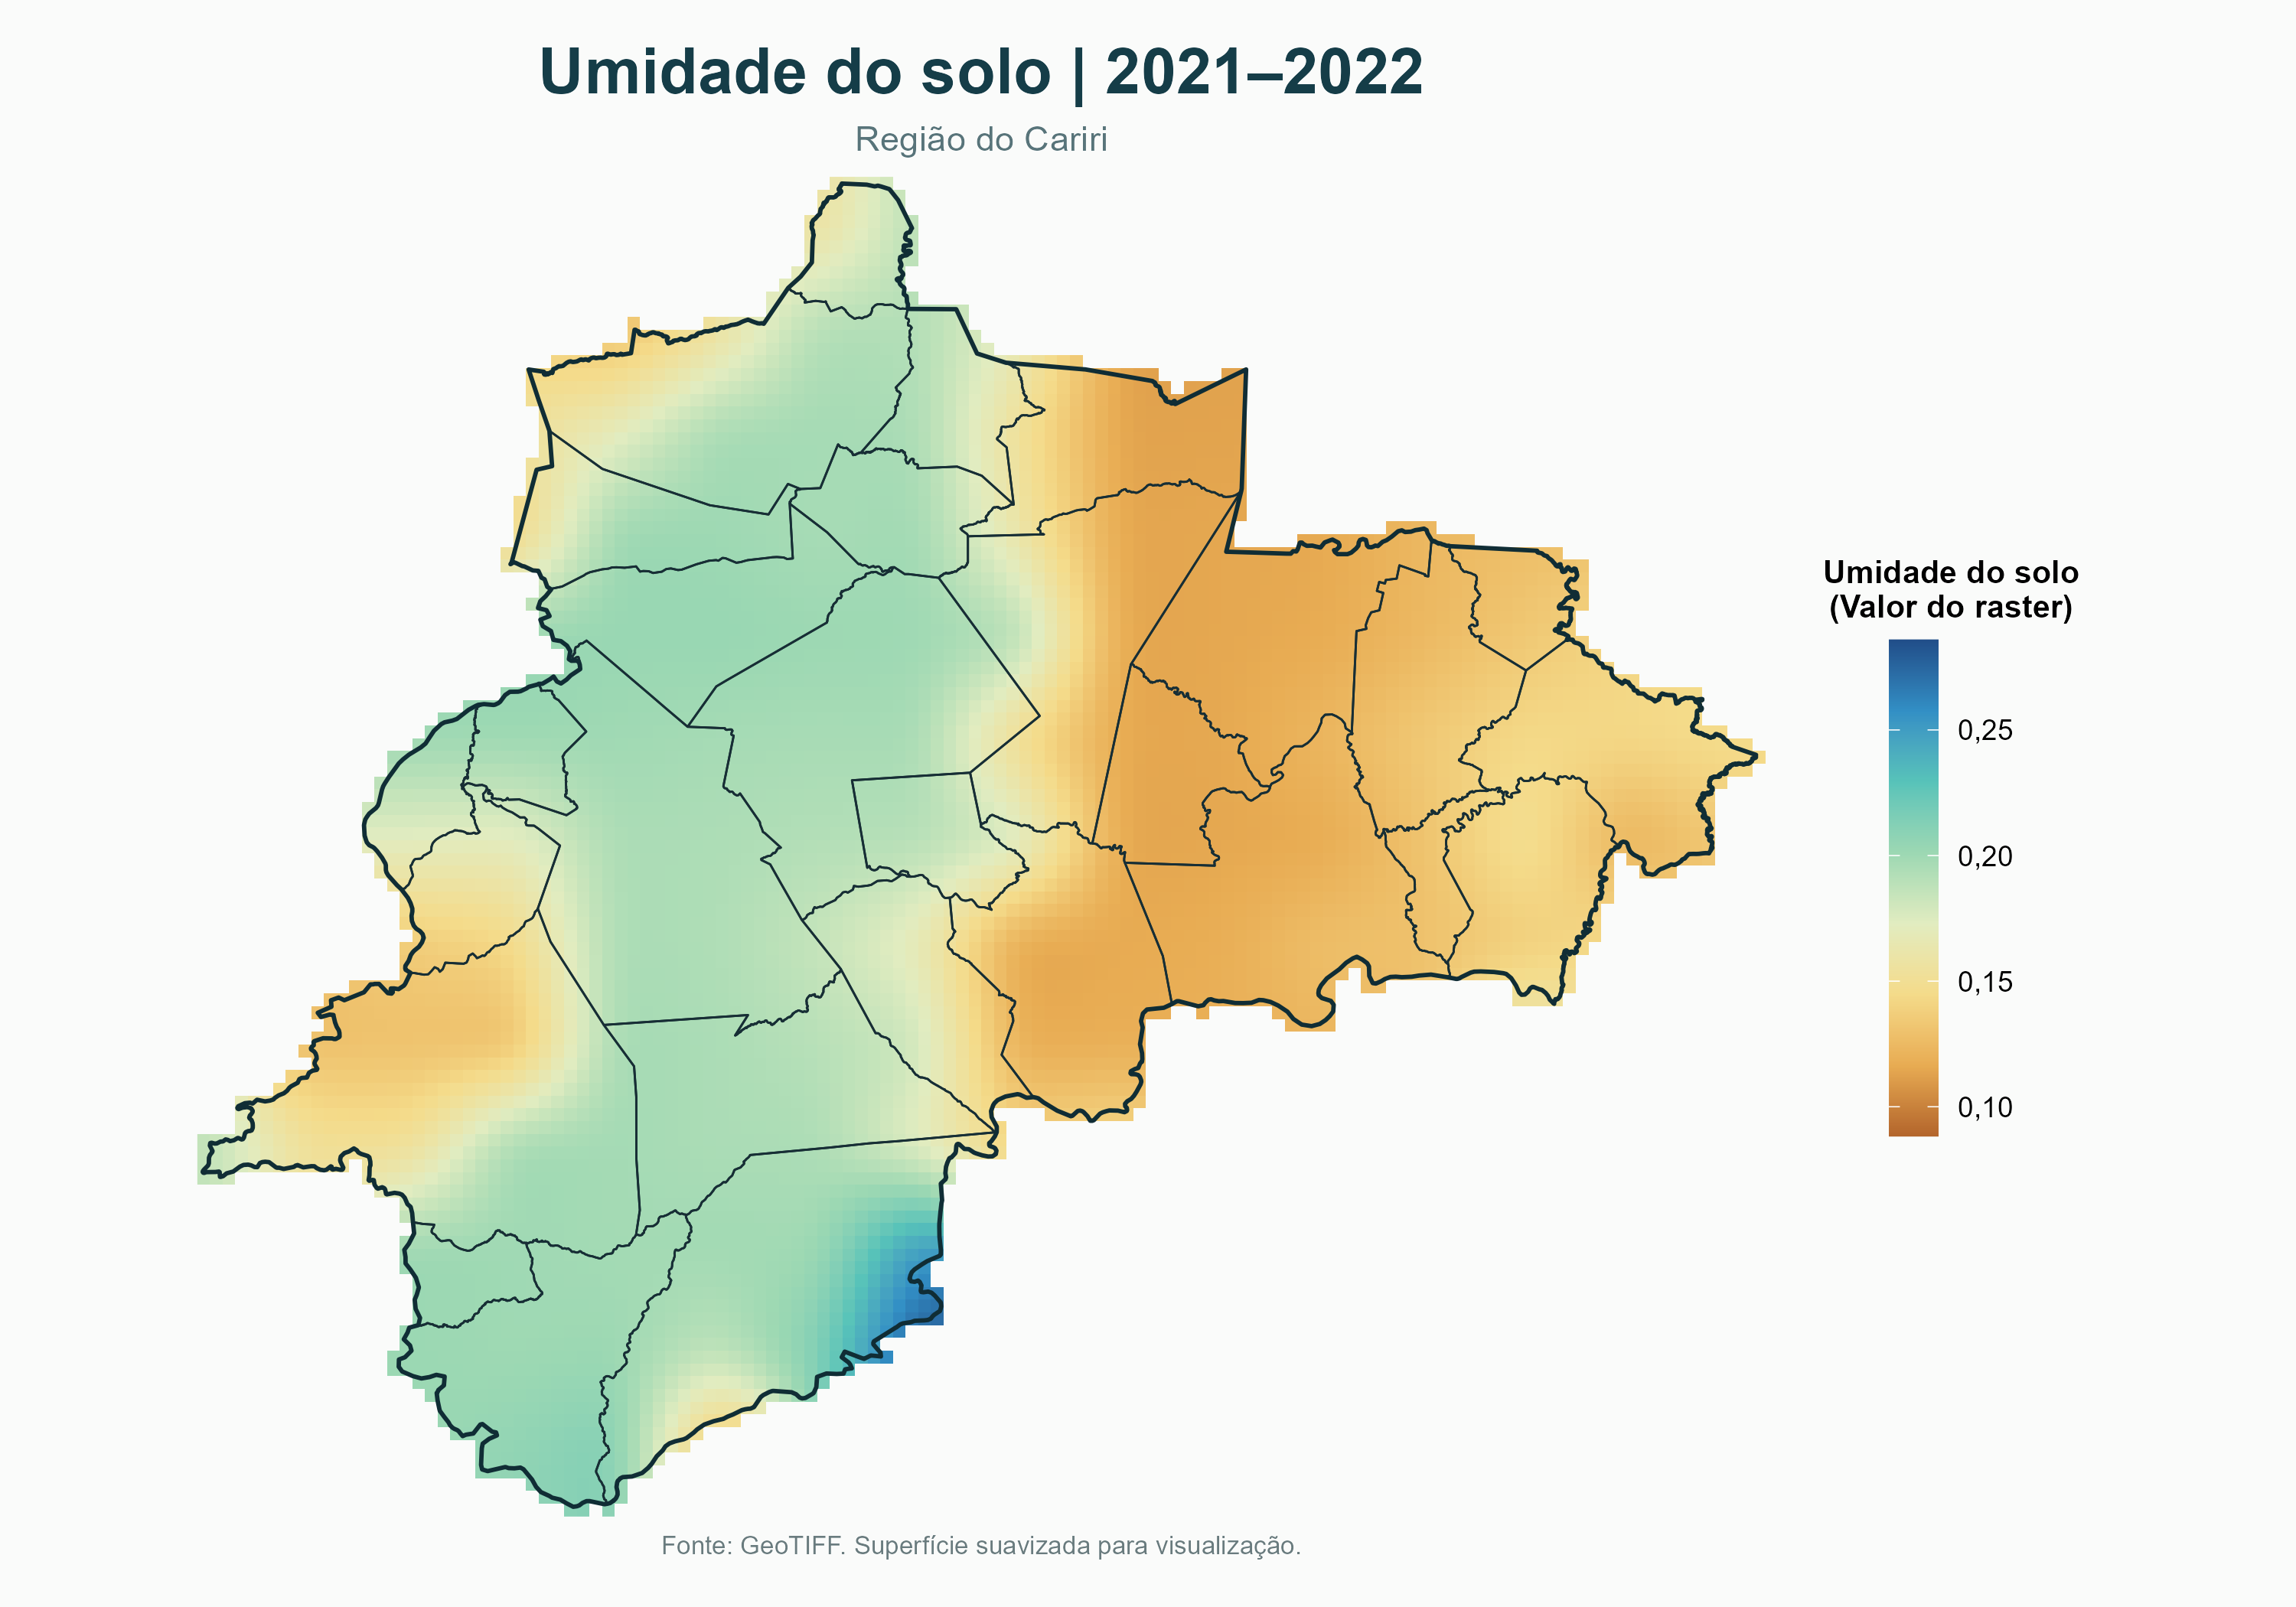 Umidade do solo | 2021–2022
Região do Cariri
Umidade do solo
(Valor do raster)
0,25
0,20
0,15
0,10
Fonte: GeoTIFF. Superfície suavizada para visualização.